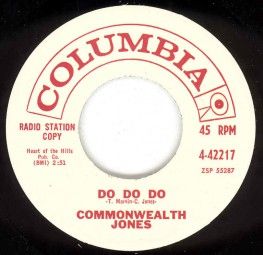 COLUMBIA
RADIO STATION
COPY
45 RPM
Heart of the Hills
Pub. Co.
(BMI) 2:51
4-42217
ZSP 55287
DO DO DO
-T. Marvin-C. Jones-
COMMONWEALTH
JONES